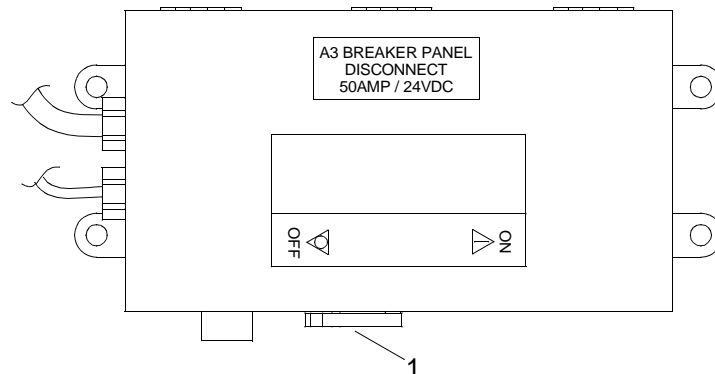 A3 BREAKER PANEL
DISCONNECT
50AMP / 24VDC
OFF
ON
1